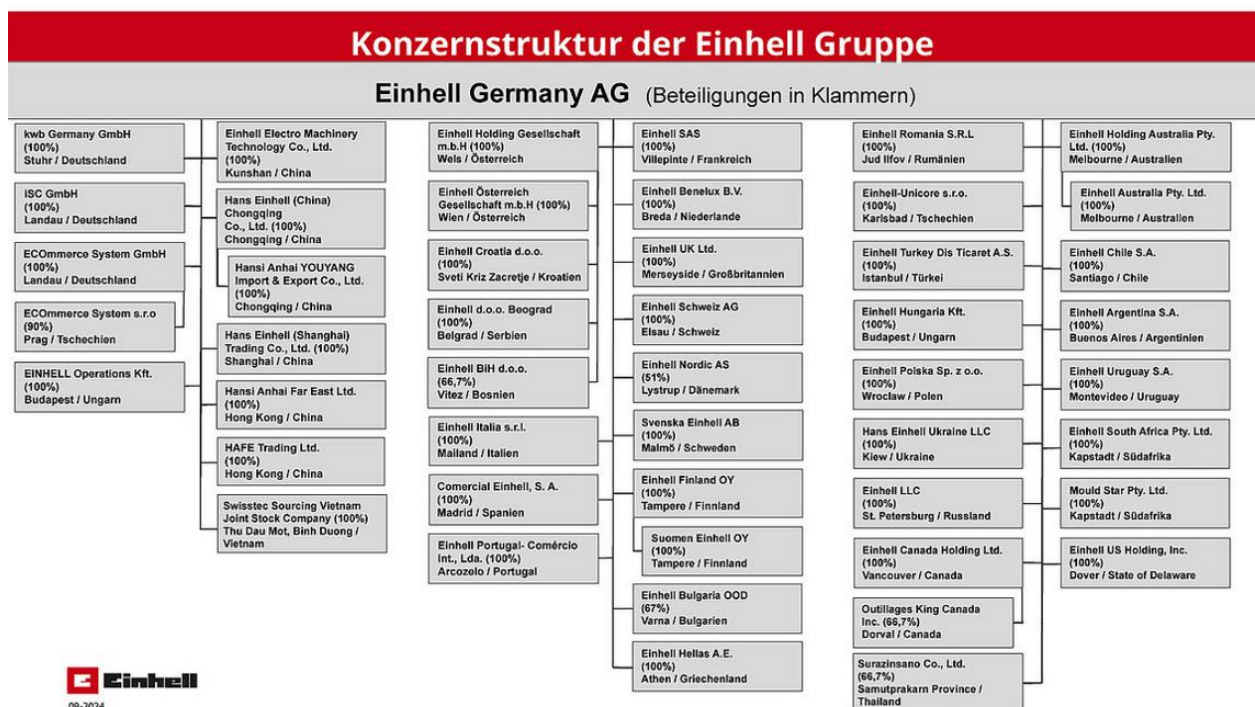 Konzernstruktur der Einhell Gruppe
Einhell Germany AG (Beteiligungen in Klammern)
kwb Germany GmbH
(100%)
Stuhr / Deutschland
iSC GmbH
(100%)
Landau / Deutschland
ECOmmerce System GmbH
(100%)
Landau / Deutschland
ECOmmerce System s.r.o
(90%)
Prag / Tschechien
EINHELL Operations Kft.
(100%)
Budapest / Ungarn
Einhell Electro Machinery
Technology Co., Ltd.
(100%)
Kunshan / China
Hans Einhell (China)
Chongqing
Co., Ltd. (100%)
Chongqing / China
Hansi Anhai YOUYANG
Import & Export Co., Ltd.
(100%)
Chongqing / China
Hans Einhell (Shanghai)
Trading Co., Ltd. (100%)
Shanghai / China
Hansi Anhai Far East Ltd.
(100%)
Hong Kong / China
HAFE Trading Ltd.
(100%)
Hong Kong / China
Swisstec Sourcing Vietnam
Joint Stock Company (100%)
Thu Dau Mot, Binh Duong /
Vietnam
Einhell Holding Gesellschaft
m.b.H (100%)
Wels / Österreich
Einhell Österreich
Gesellschaft m.b.H (100%)
Wien / Österreich
Einhell Croatia d.o.o.
(100%)
Sveti Kriz Zacretje / Kroatien
Einhell d.o.o. Beograd
(100%)
Belgrad / Serbien
Einhell BiH d.o.o.
(66,7%)
Vitez / Bosnien
Einhell Italia s.r.l.
(100%)
Mailand / Italien
Comercial Einhell, S. A.
(100%)
Madrid / Spanien
Einhell Portugal- Comércio
Int., Lda. (100%)
Arcozelo / Portugal
Einhell SAS
(100%)
Villepinte / Frankreich
Einhell Benelux B.V.
(100%)
Breda / Niederlande
Einhell UK Ltd.
(100%)
Merseyside / Großbritannien
Einhell Schweiz AG
(100%)
Elsau / Schweiz
Einhell Nordic AS
(51%)
Lystrup / Dänemark
Svenska Einhell AB
(100%)
Malmö / Schweden
Einhell Finland OY
(100%)
Tampere / Finnland
Suomen Einhell OY
(100%)
Tampere / Finnland
Einhell Bulgaria OOD
(67%)
Varna / Bulgarien
Einhell Hellas A.E.
(100%)
Athen / Griechenland
Einhell Romania S.R.L
(100%)
Jud Ilfov / Rumänien
Einhell-Unicore s.r.o.
(100%)
Karlsbad / Tschechien
Einhell Turkey Dis Ticaret A.S.
(100%)
Istanbul / Türkei
Einhell Hungaria Kft.
(100%)
Budapest / Ungarn
Einhell Polska Sp. z o.o.
(100%)
Wroclaw / Polen
Hans Einhell Ukraine LLC
(100%)
Kiew / Ukraine
Einhell LLC
(100%)
St. Petersburg / Russland
Einhell Canada Holding Ltd.
(100%)
Vancouver / Canada
Outillages King Canada
Inc. (66,7%)
Dorval / Canada
Surazinsano Co., Ltd.
(66,7%)
Samutprakarn Province /
Thailand
Einhell Holding Australia Pty.
Ltd. (100%)
Melbourne / Australien
Einhell Australia Pty. Ltd.
(100%)
Melbourne / Australien
Einhell Chile S.A.
(100%)
Santiago / Chile
Einhell Argentina S.A.
(100%)
Buenos Aires / Argentinien
Einhell Uruguay S.A.
(100%)
Montevideo / Uruguay
Einhell South Africa Pty. Ltd.
(100%)
Kapstadt / Südafrika
Mould Star Pty. Ltd.
(100%)
Kapstadt / Südafrika
Einhell US Holding, Inc.
(100%)
Dover / State of Delaware
Einhell
09-2024